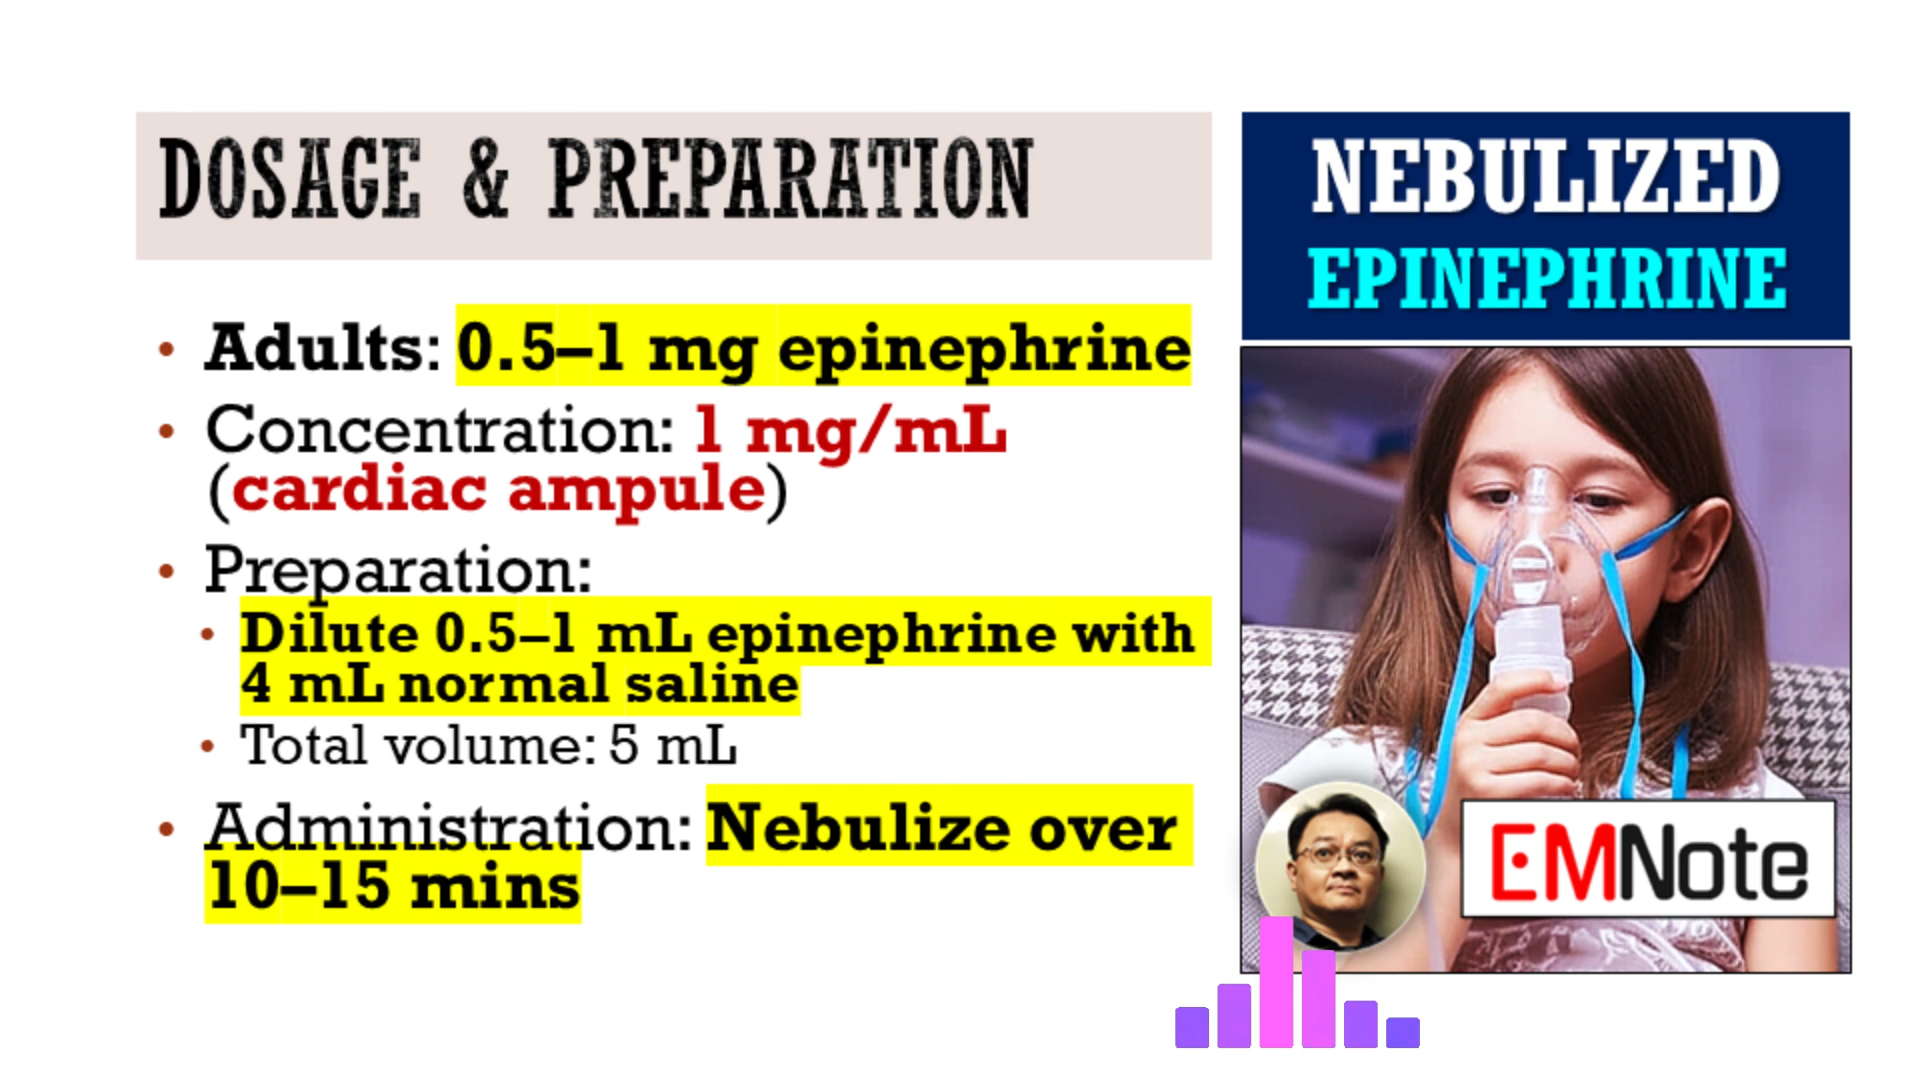 DOSAGE & PREPARATION
• Adults: 0.5–1 mg epinephrine
• Concentration: 1 mg/mL
(cardiac ampule)
• Preparation:
• Dilute 0.5–1 mL epinephrine with
4 mL normal saline
• Total volume: 5 mL
• Administration: Nebulize over
10–15 mins
NEBULIZED
EPINEPHRINE
EMNote